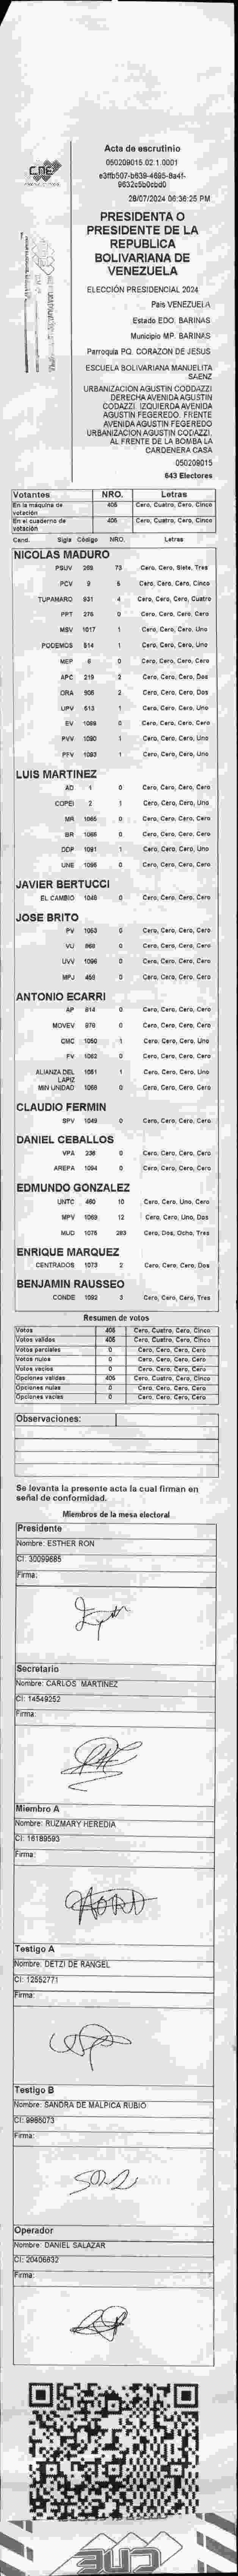 CNE
Acta de escrutinio
050209015.02.1.0001
28/07/2024 06:36:25 PM
PRESIDENTA O
PRESIDENTE DE LA
REPUBLICA
BOLIVARIANA DE
VENEZUELA
ELECCIÓN PRESIDENCIAL 2024
Pais VENEZUELA
Estado EDO. BARINAS
Municipio MP. BARINAS
Parroquia PQ. CORAZON DE JESUS
ESCUELA BOLIVARIANA MANUELITA
SAENZ
URBANIZACION AGUSTIN CODDAZZI
DERECHA AVENIDA AGUSTIN
CODAZZI. IZQUIERDA AVENIDA
AGUSTIN FEGEREDO. FRENTE
AVENIDA AGUSTIN FEGEREDO
URBANIZACION AGUSTIN CODAZZI.
AL FRENTE DE LA BOMBA LA
CARDENERA CASA
050209015
643 Electores
Votantes NRO. Letras
En la máquina de votación 405 Cero, Cuatro, Cero, Cinco
En el cuaderno de votación 405 Cero, Cuatro, Cero, Cinco
Cand. Sigla Código NRO. Letras
NICOLAS MADURO
PSUV 268 73 Cero, Cero, Siete, Tres
PCV 9 5 Cero, Cero, Cero, Cinco
TUPAMARO 931 4 Cero, Cero, Cero, Cuatro
PPT 275 0 Cero, Cero, Cero, Cero
MSV 1017 1 Cero, Cero, Cero, Uno
PODEMOS 514 1 Cero, Cero, Cero, Uno
MEP 6 0 Cero, Cero, Cero, Cero
APC 219 2 Cero, Cero, Cero, Dos
ORA 906 2 Cero, Cero, Cero, Dos
UPV 613 1 Cero, Cero, Cero, Uno
EV 1089 0 Cero, Cero, Cero, Cero
PVV 1090 1 Cero, Cero, Cero, Uno
PFV 1093 1 Cero, Cero, Cero, Uno
LUIS MARTINEZ
AD 1 0 Cero, Cero, Cero, Cero
COPEI 2 1 Cero, Cero, Cero, Uno
MR 1065 0 Cero, Cero, Cero, Cero
BR 1068 0 Cero, Cero, Cero, Cero
DDP 1091 1 Cero, Cero, Cero, Uno
UNE 1096 0 Cero, Cero, Cero, Cero
JAVIER BERTUCCI
EL CAMBIO 1048 0 Cero, Cero, Cero, Cero
JOSE BRITO
PV 1053 0 Cero, Cero, Cero, Cero
VU 868 0 Cero, Cero, Cero, Cero
UVV 1096 0 Cero, Cero, Cero, Cero
MPJ 458 0 Cero, Cero, Cero, Cero
ANTONIO ECARRI
AP 814 0 Cero, Cero, Cero, Cero
MOVEV 979 0 Cero, Cero, Cero, Cero
CMC 1050 1 Cero, Cero, Cero, Uno
FV 1062 0 Cero, Cero, Cero, Cero
ALIANZA DEL LAPIZ 1051 1 Cero, Cero, Cero, Uno
MIN UNIDAD 1068 0 Cero, Cero, Cero, Cero
CLAUDIO FERMIN
SPV 1049 0 Cero, Cero, Cero, Cero
DANIEL CEBALLOS
VPA 236 0 Cero, Cero, Cero, Cero
AREPA 1094 0 Cero, Cero, Cero, Cero
EDMUNDO GONZALEZ
UNTC 460 10 Cero, Cero, Uno, Cero
MPV 1069 12 Cero, Cero, Uno, Dos
MUD 1076 283 Cero, Dos, Ocho, Tres
ENRIQUE MARQUEZ
CENTRADOS 1073 2 Cero, Cero, Cero, Dos
BENJAMIN RAUSSEO
CONDE 1092 3 Cero, Cero, Cero, Tres
Resumen de votos
Votos 405 Cero, Cuatro, Cero, Cinco
Votos validos 405 Cero, Cuatro, Cero, Cinco
Votos parciales 0 Cero, Cero, Cero, Cero
Votos nulos 0 Cero, Cero, Cero, Cero
Votos vacios 0 Cero, Cero, Cero, Cero
Opciones validas 405 Cero, Cuatro, Cero, Cinco
Opciones nulas 0 Cero, Cero, Cero, Cero
Opciones vacias 0 Cero, Cero, Cero, Cero
Observaciones:
Se levanta la presente acta la cual firman en
señal de conformidad.
Miembros de la mesa electoral
Presidente
Nombre: ESTHER RON
CI: 30099685
Firma:
Secretario
Nombre: CARLOS MARTINEZ
CI: 14549252
Firma:
Miembro A
Nombre: RUZMARY HEREDIA
CI: 16189593
Firma:
Testigo A
Nombre: DETZI DE RANGEL
CI: 12552771
Firma:
Testigo B
Nombre: SANDRA DE MALPICA RUBIO
CI: 9986073
Firma:
Operador
Nombre: DANIEL SALAZAR
CI: 20406632
Firma:
CNE